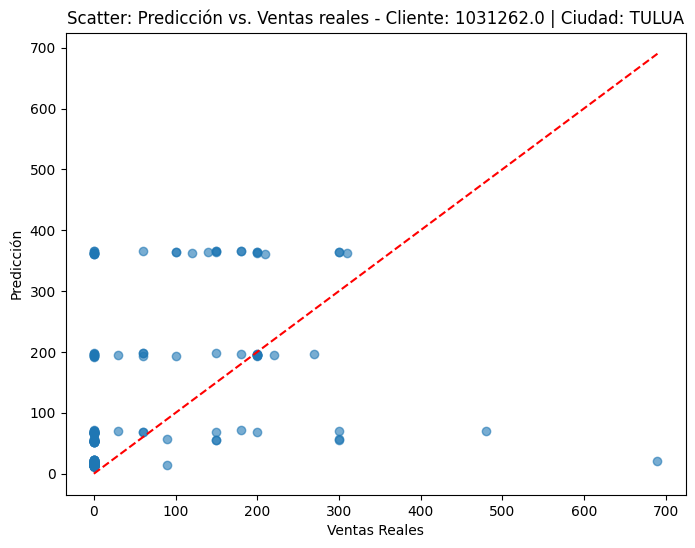 Scatter: Predicción vs. Ventas reales - Cliente: 1031262.0 | Ciudad: TULUA
700
600
500
400
300
200
100
0
Predicción
0 100 200 300 400 500 600 700
Ventas Reales